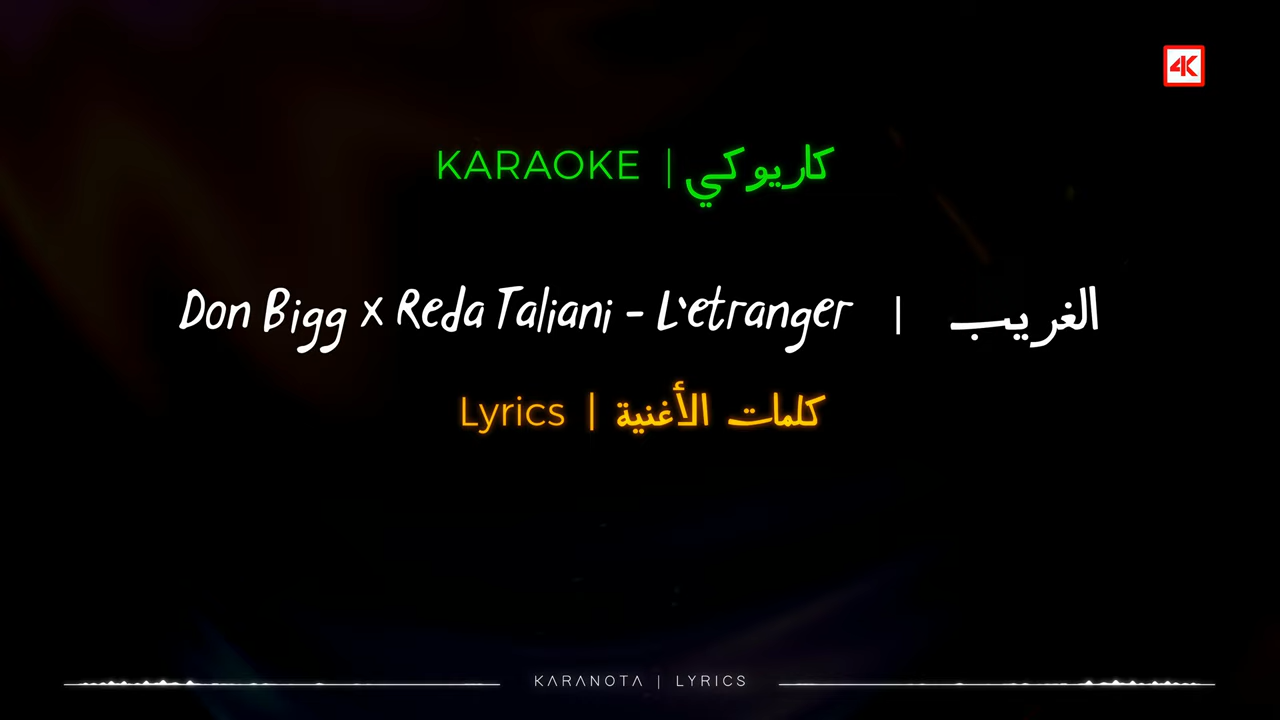 4K
KARAOKE | كاريوكي
Don Bigg x Reda Taliani - L'etranger | الغريب
Lyrics | كلمات الأغنية
KARANOTA | LYRICS